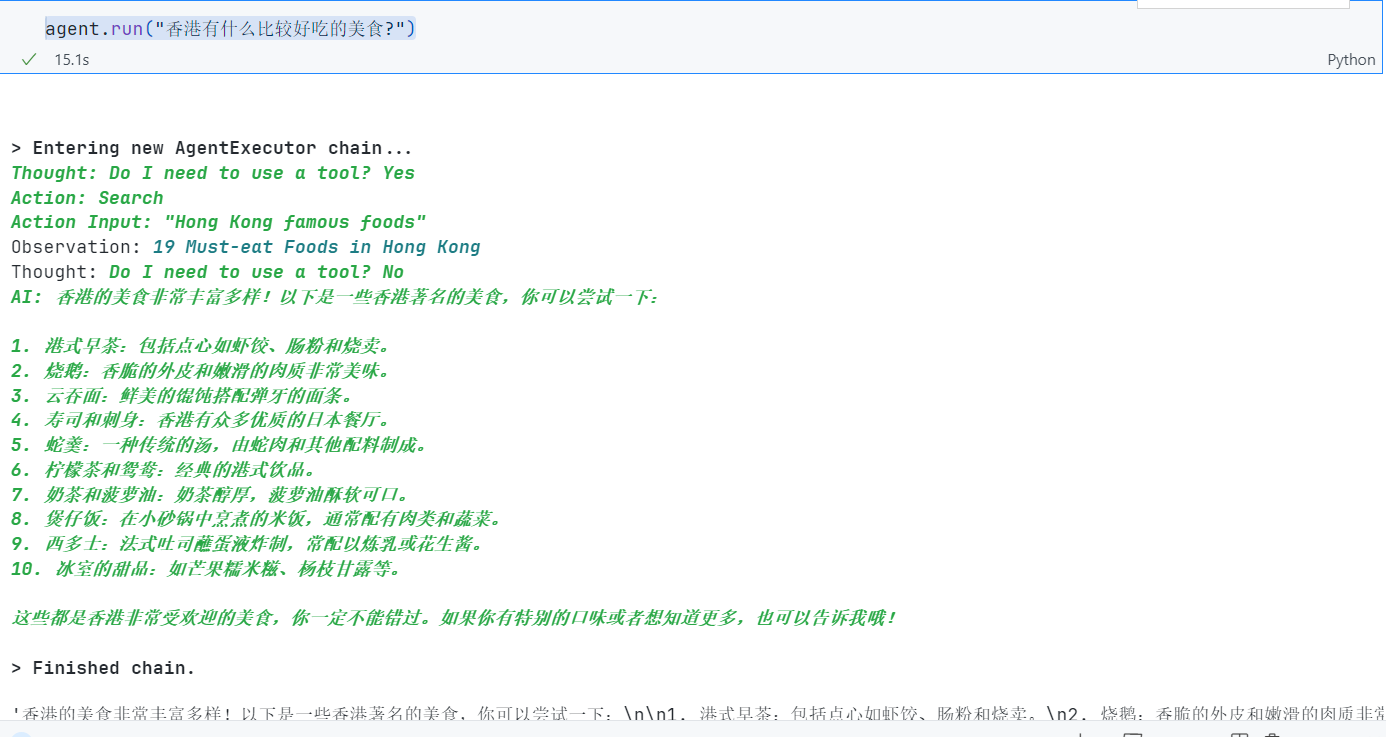 agent.run("香港有什么比较好吃的美食?")
15.1s
Python
> Entering new AgentExecutor chain...
Thought: Do I need to use a tool? Yes
Action: Search
Action Input: "Hong Kong famous foods"
Observation: 19 Must-eat Foods in Hong Kong
Thought: Do I need to use a tool? No
AI: 香港的美食非常丰富多样！以下是一些香港著名的美食，你可以尝试一下：
1. 港式早茶：包括点心如虾饺、肠粉和烧卖。
2. 烧鹅：香脆的外皮和嫩滑的肉质非常美味。
3. 云吞面：鲜美的馄饨搭配弹牙的面条。
4. 寿司和刺身：香港有众多优质的日本餐厅。
5. 蛇羹：一种传统的汤，由蛇肉和其他配料制成。
6. 柠檬茶和鸳鸯：经典的港式饮品。
7. 奶茶和菠萝油：奶茶醇厚，菠萝油酥软可口。
8. 煲仔饭：在小砂锅中烹煮的米饭，通常配有肉类和蔬菜。
9. 西多士：法式吐司蘸蛋液炸制，常配以炼乳或花生酱。
10. 冰室的甜品：如芒果糯米糍、杨枝甘露等。
这些都是香港非常受欢迎的美食，你一定不能错过。如果你有特别的口味或者想知道更多，也可以告诉我哦！
> Finished chain.
'香港的美食非常丰富多样！以下是一些香港著名的美食，你可以尝试一下：\n\n1. 港式早茶：包括点心如虾饺、肠粉和烧卖。\n2. 烧鹅：香脆的外皮和嫩滑的肉质非常